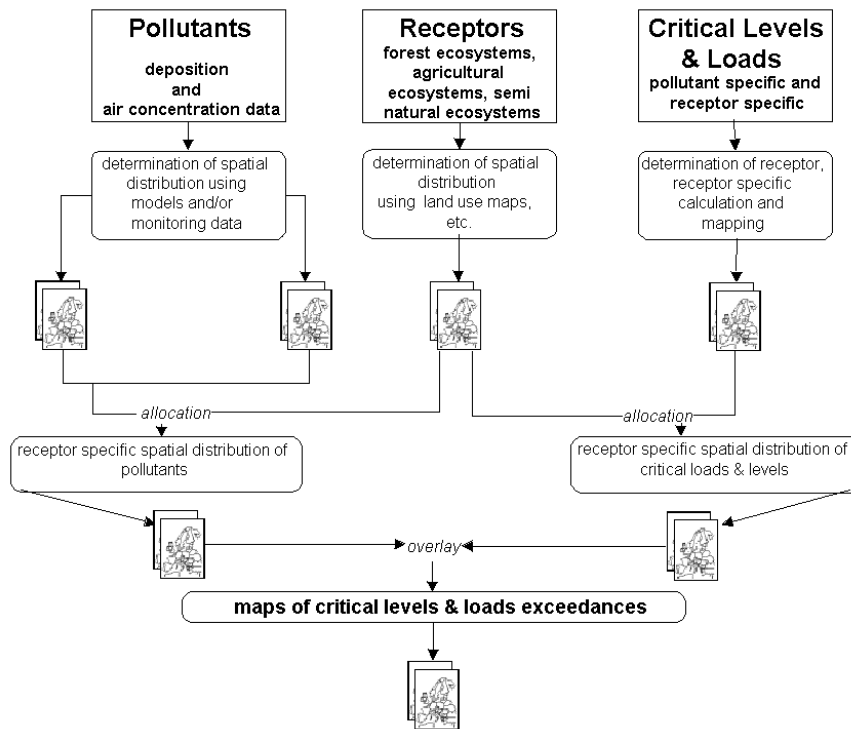 Pollutants
deposition
and
air concentration data
Receptors
forest ecosystems,
agricultural
ecosystems, semi
natural ecosystems
Critical Levels
& Loads
pollutant specific and
receptor specific
determination of spatial
distribution using
models and/or
monitoring data
determination of spatial
distribution
using land use maps,
etc.
determination of receptor,
receptor specific
calculation and
mapping
allocation
allocation
receptor specific spatial distribution of
pollutants
receptor specific spatial distribution of
critical loads & levels
overlay
maps of critical levels & loads exceedances